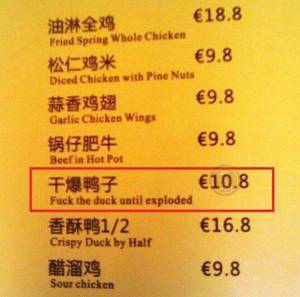 油淋全鸡 €18.8
Fried Spring Whole Chicken
松仁鸡米 €9.8
Diced Chicken with Pine Nuts
蒜香鸡翅 €9.8
Garlic Chicken Wings
锅仔肥牛 €9.8
Beef in Hot Pot
干爆鸭子 €10.8
Fuck the duck until exploded
香酥鸭1/2 €16.8
Crispy Duck by Half
醋溜鸡 €9.8
Sour chicken